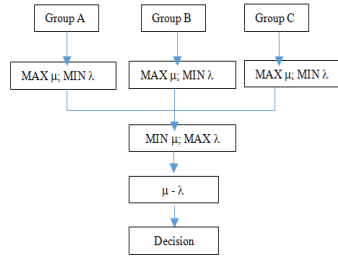 Group A
Group B
Group C
MAX μ; MIN λ
MAX μ; MIN λ
MAX μ; MIN λ
MIN μ; MAX λ
μ - λ
Decision